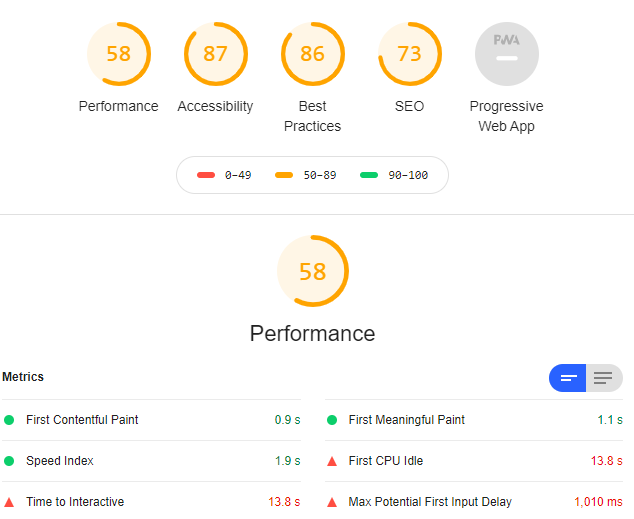 58 87 86 73 PWA
Performance Accessibility Best SEO Progressive
Practices Web App
0–49 50–89 90–100
58
Performance
Metrics
First Contentful Paint 0.9 s First Meaningful Paint 1.1 s
Speed Index 1.9 s First CPU Idle 13.8 s
Time to Interactive 13.8 s Max Potential First Input Delay 1,010 ms